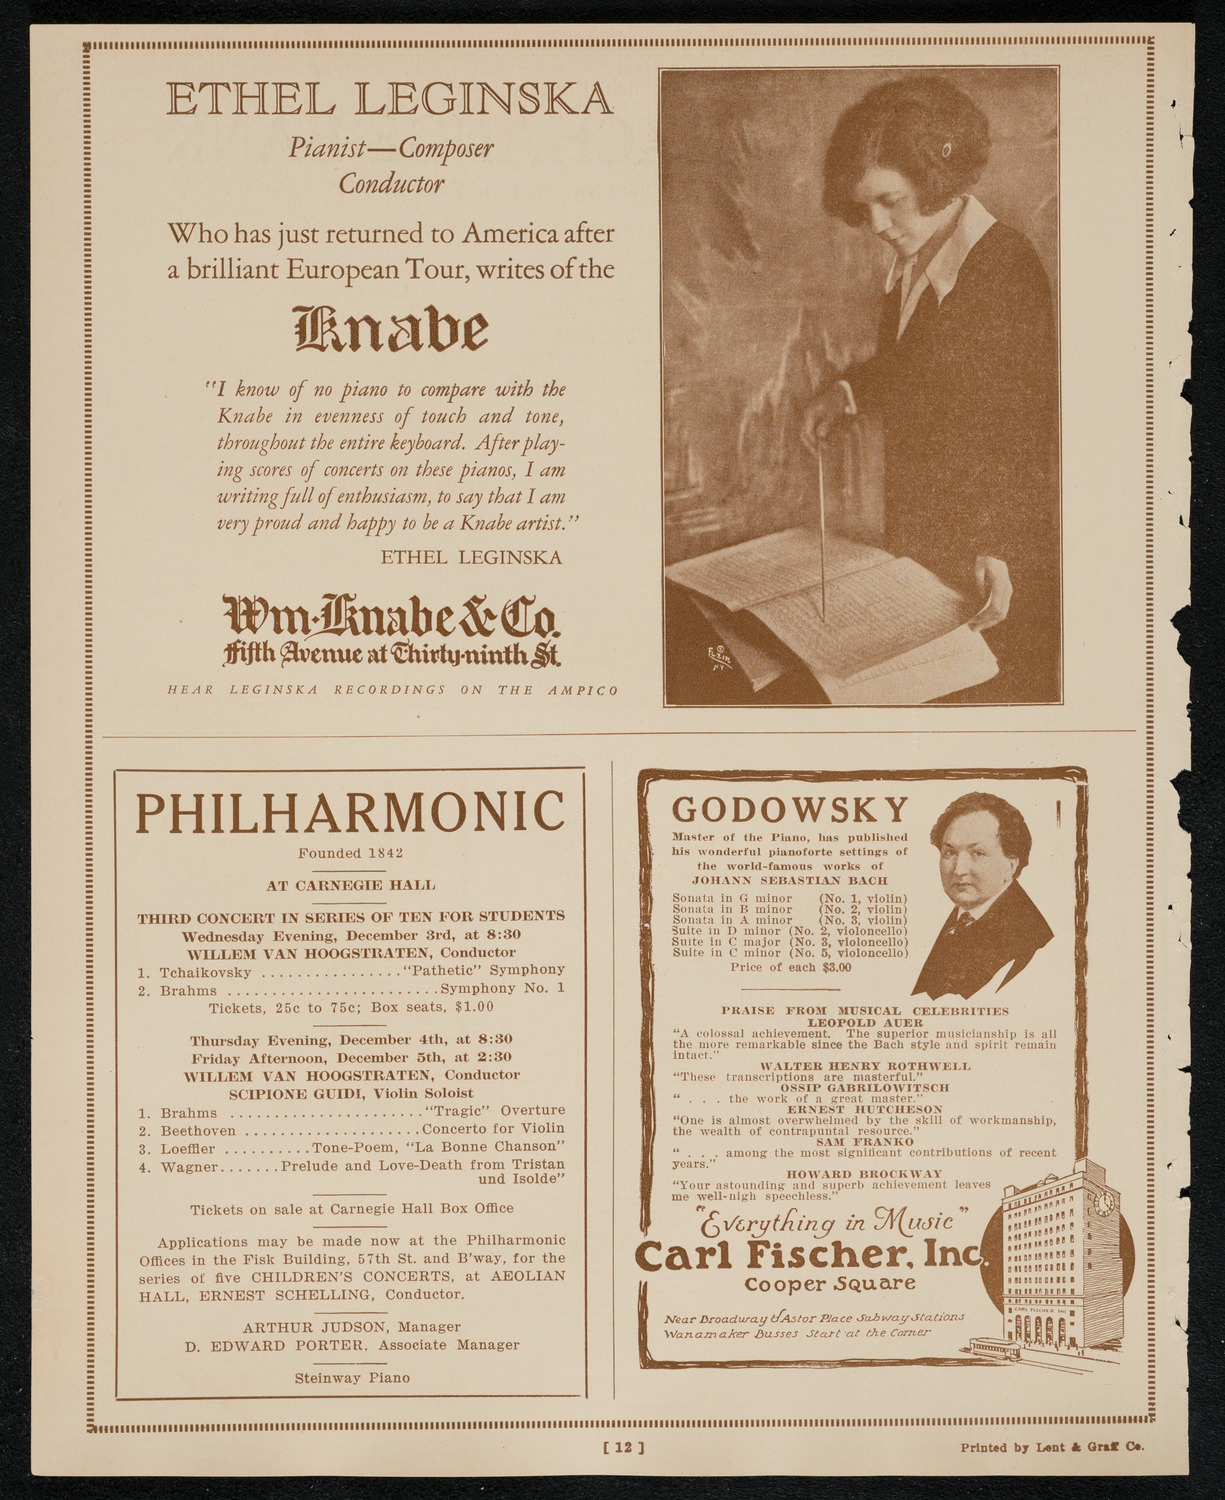 ETHEL LEGINSKA
Pianist—Composer
Conductor
Who has just returned to America after
a brilliant European Tour, writes of the
Knabe
"I know of no piano to compare with the
Knabe in evenness of touch and tone,
throughout the entire keyboard. After play-
ing scores of concerts on these pianos, I am
writing full of enthusiasm, to say that I am
very proud and happy to be a Knabe artist."
ETHEL LEGINSKA
Wm. Knabe & Co.
Fifth Avenue at Thirty-ninth St.
HEAR LEGINSKA RECORDINGS ON THE AMPICO
PHILHARMONIC
Founded 1842
AT CARNEGIE HALL
THIRD CONCERT IN SERIES OF TEN FOR STUDENTS
Wednesday Evening, December 3rd, at 8:30
WILLEM VAN HOOGSTRATEN, Conductor
1. Tchaikovsky ................"Pathetic" Symphony
2. Brahms ........................Symphony No. 1
Tickets, 25c to 75c; Box seats, $1.00
Thursday Evening, December 4th, at 8:30
Friday Afternoon, December 5th, at 2:30
WILLEM VAN HOOGSTRATEN, Conductor
SCIPIONE GUIDI, Violin Soloist
1. Brahms ......................"Tragic" Overture
2. Beethoven ....................Concerto for Violin
3. Loeffler ..........Tone-Poem, "La Bonne Chanson"
4. Wagner.......Prelude and Love-Death from Tristan
und Isolde"
Tickets on sale at Carnegie Hall Box Office
Applications may be made now at the Philharmonic
Offices in the Fisk Building, 57th St. and B'way, for the
series of five CHILDREN'S CONCERTS, at AEOLIAN
HALL, ERNEST SCHELLING, Conductor.
ARTHUR JUDSON, Manager
D. EDWARD PORTER, Associate Manager
Steinway Piano
GODOWSKY
Master of the Piano, has published
his wonderful pianoforte settings of
the world-famous works of
JOHANN SEBASTIAN BACH
Sonata in G minor (No. 1, violin)
Sonata in B minor (No. 2, violin)
Sonata in A minor (No. 3, violin)
Suite in D minor (No. 2, violoncello)
Suite in C major (No. 3, violoncello)
Suite in C minor (No. 5, violoncello)
Price of each $3.00
PRAISE FROM MUSICAL CELEBRITIES
LEOPOLD AUER
"A colossal achievement. The superior musicianship is all
the more remarkable since the Bach style and spirit remain
intact."
WALTER HENRY ROTHWELL
"These transcriptions are masterful."
OSSIP GABRILOWITSCH
" . . . the work of a great master."
ERNEST HUTCHESON
"One is almost overwhelmed by the skill of workmanship,
the wealth of contrapuntal resource."
SAM FRANKO
" . . . among the most significant contributions of recent
years."
HOWARD BROCKWAY
"Your astounding and superb achievement leaves
me well-nigh speechless."
"Everything in Music"
Carl Fischer, Inc.
Cooper Square
Near Broadway & Astor Place Subway Stations
Wanamaker Busses Start at the Corner
CARL FISCHER INC
[ 12 ]
Printed by Lent & Graff Co.